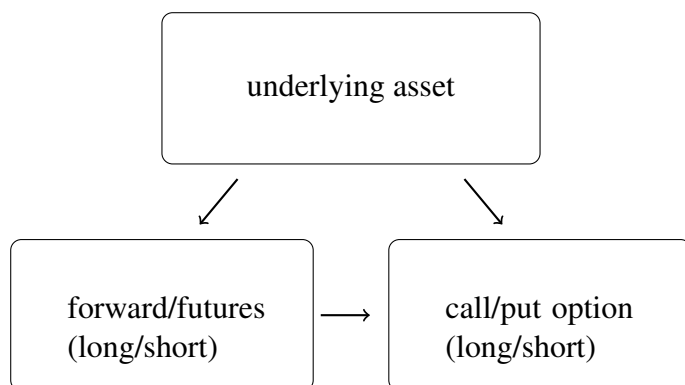 underlying asset
forward/futures
(long/short)
call/put option
(long/short)